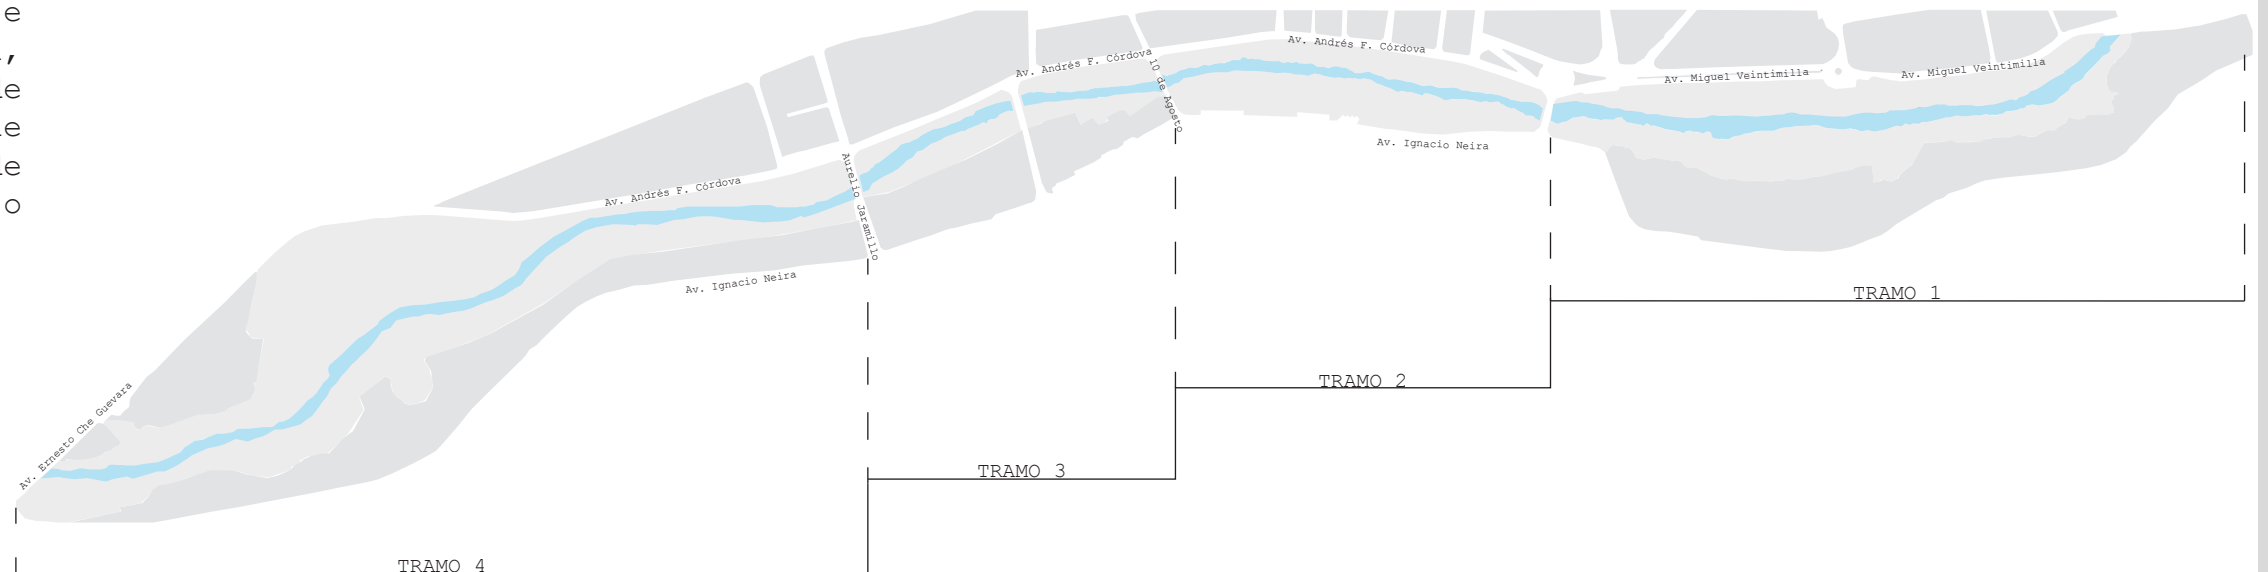 e
,
e
e
e
o
Av. Andrés F. Córdova
Av. Andrés F. Córdova
10 de Agosto
Av. Miguel Veintimilla
Av. Miguel Veintimilla
Av. Ignacio Neira
Aurelio Jaramillo
Av. Andrés F. Córdova
Av. Ignacio Neira
Av. Ernesto Che Guevara
TRAMO 1
TRAMO 2
TRAMO 3
TRAMO 4